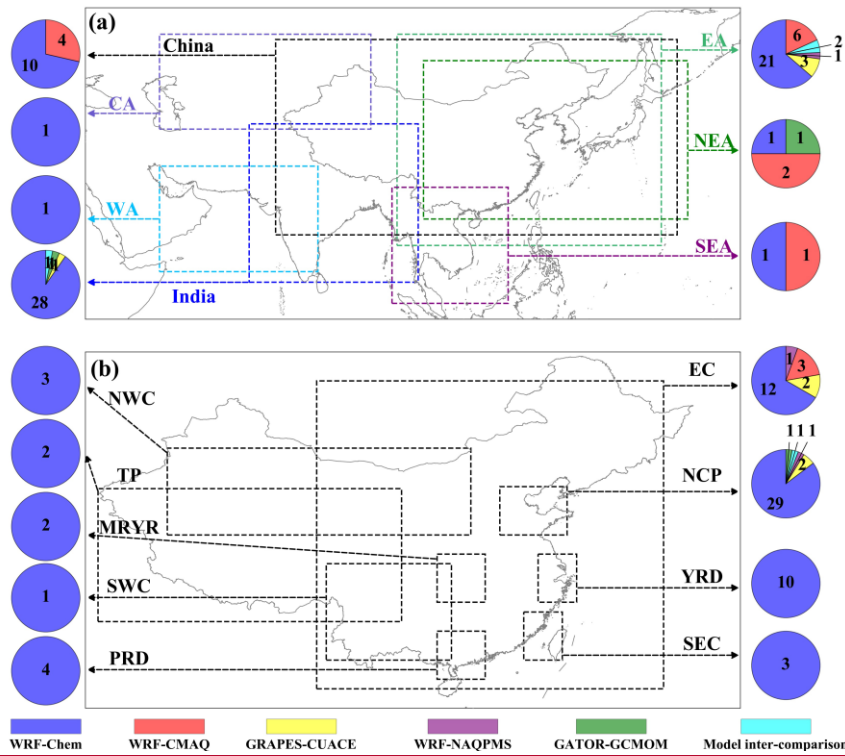 (a)
China
EA
4
10
6
2
1
3
21
CA
1
NEA
1
1
2
WA
1
SEA
1
1
India
28
(b)
EC
3
NWC
1
3
2
12
TP
2
NCP
1 1 1 1
2
29
MRYR
2
YRD
10
SWC
1
SEC
3
PRD
4
WRF-Chem
WRF-CMAQ
GRAPES-CUACE
WRF-NAQPMS
GATOR-GCMOM
Model inter-comparison